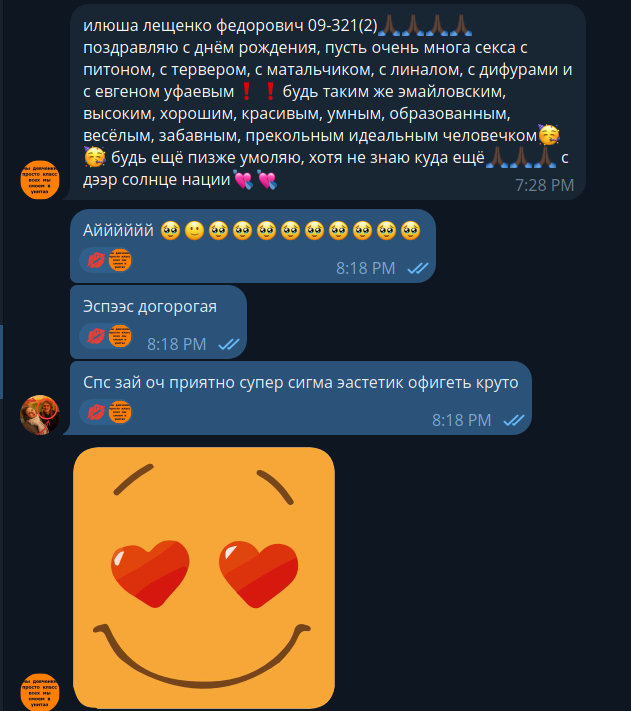 илюша лещенко федорович 09-321(2)🙏🏿🙏🏿🙏🏿🙏🏿
поздравляю с днём рождения, пусть очень многа секса с
питоном, с тервером, с матальчиком, с линалом, с дифурами и
с евгеном уфаевым❗❗будь таким же эмайловским,
высоким, хорошим, красивым, умным, образованным,
весёлым, забавным, прекольным идеальным человечком🥳
🥳 будь ещё пизже умоляю, хотя не знаю куда ещё🙏🏿🙏🏿🙏🏿 с
дээр солнце нации💘💘
7:28 PM
Аййййййй 🥹🙂🥹🥹🥹🥹🥹🥹🥹🥹🥹
8:18 PM
Эспээс догорогая
8:18 PM
Спс зай оч приятно супер сигма эастетик офигеть круто
8:18 PM